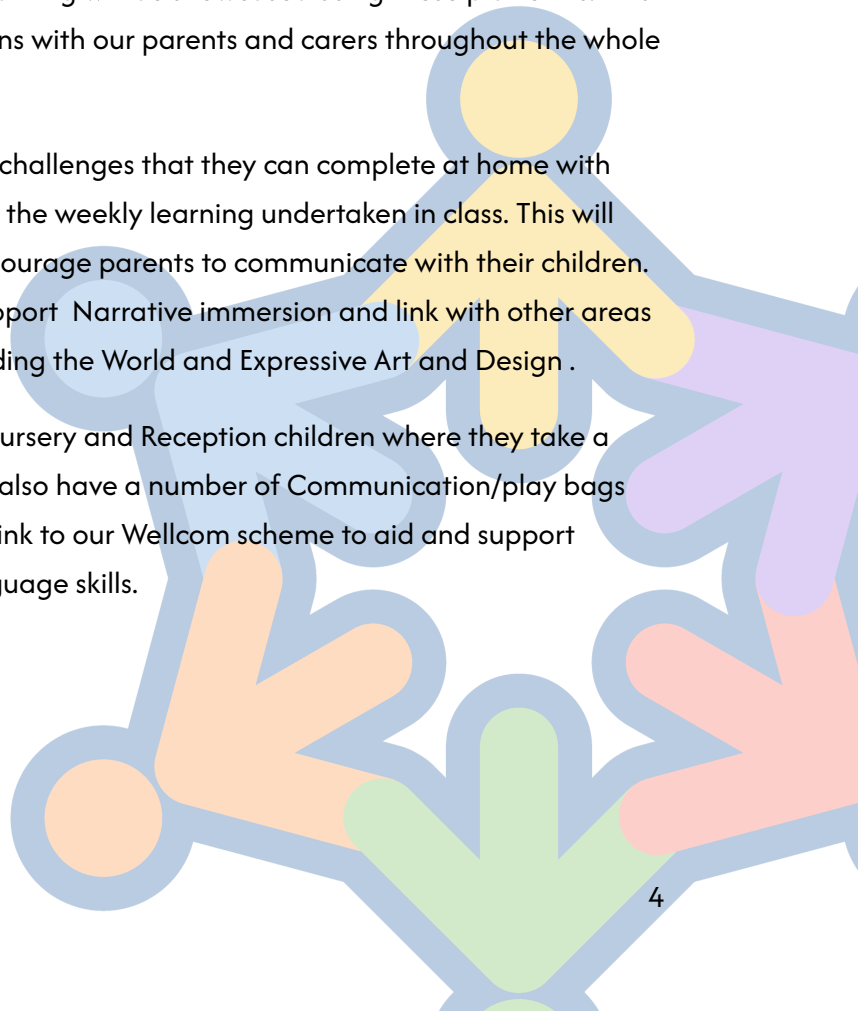 ns with our parents and carers throughout the whole
challenges that they can complete at home with
the weekly learning undertaken in class. This will
ourage parents to communicate with their children.
pport  Narrative immersion and link with other areas
ding the World and Expressive Art and Design .
ursery and Reception children where they take a
also have a number of Communication/play bags
ink to our Wellcom scheme to aid and support
guage skills.
4